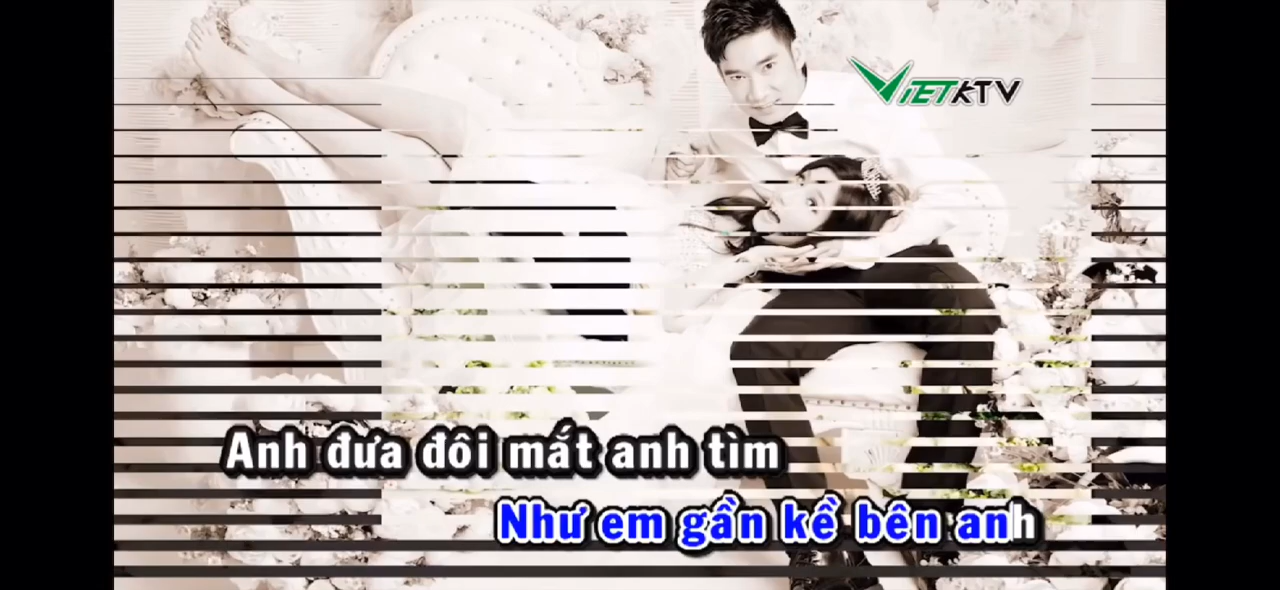 VIETKTV
Anh đưa đôi mắt anh tìm
Như em gần kề bên anh